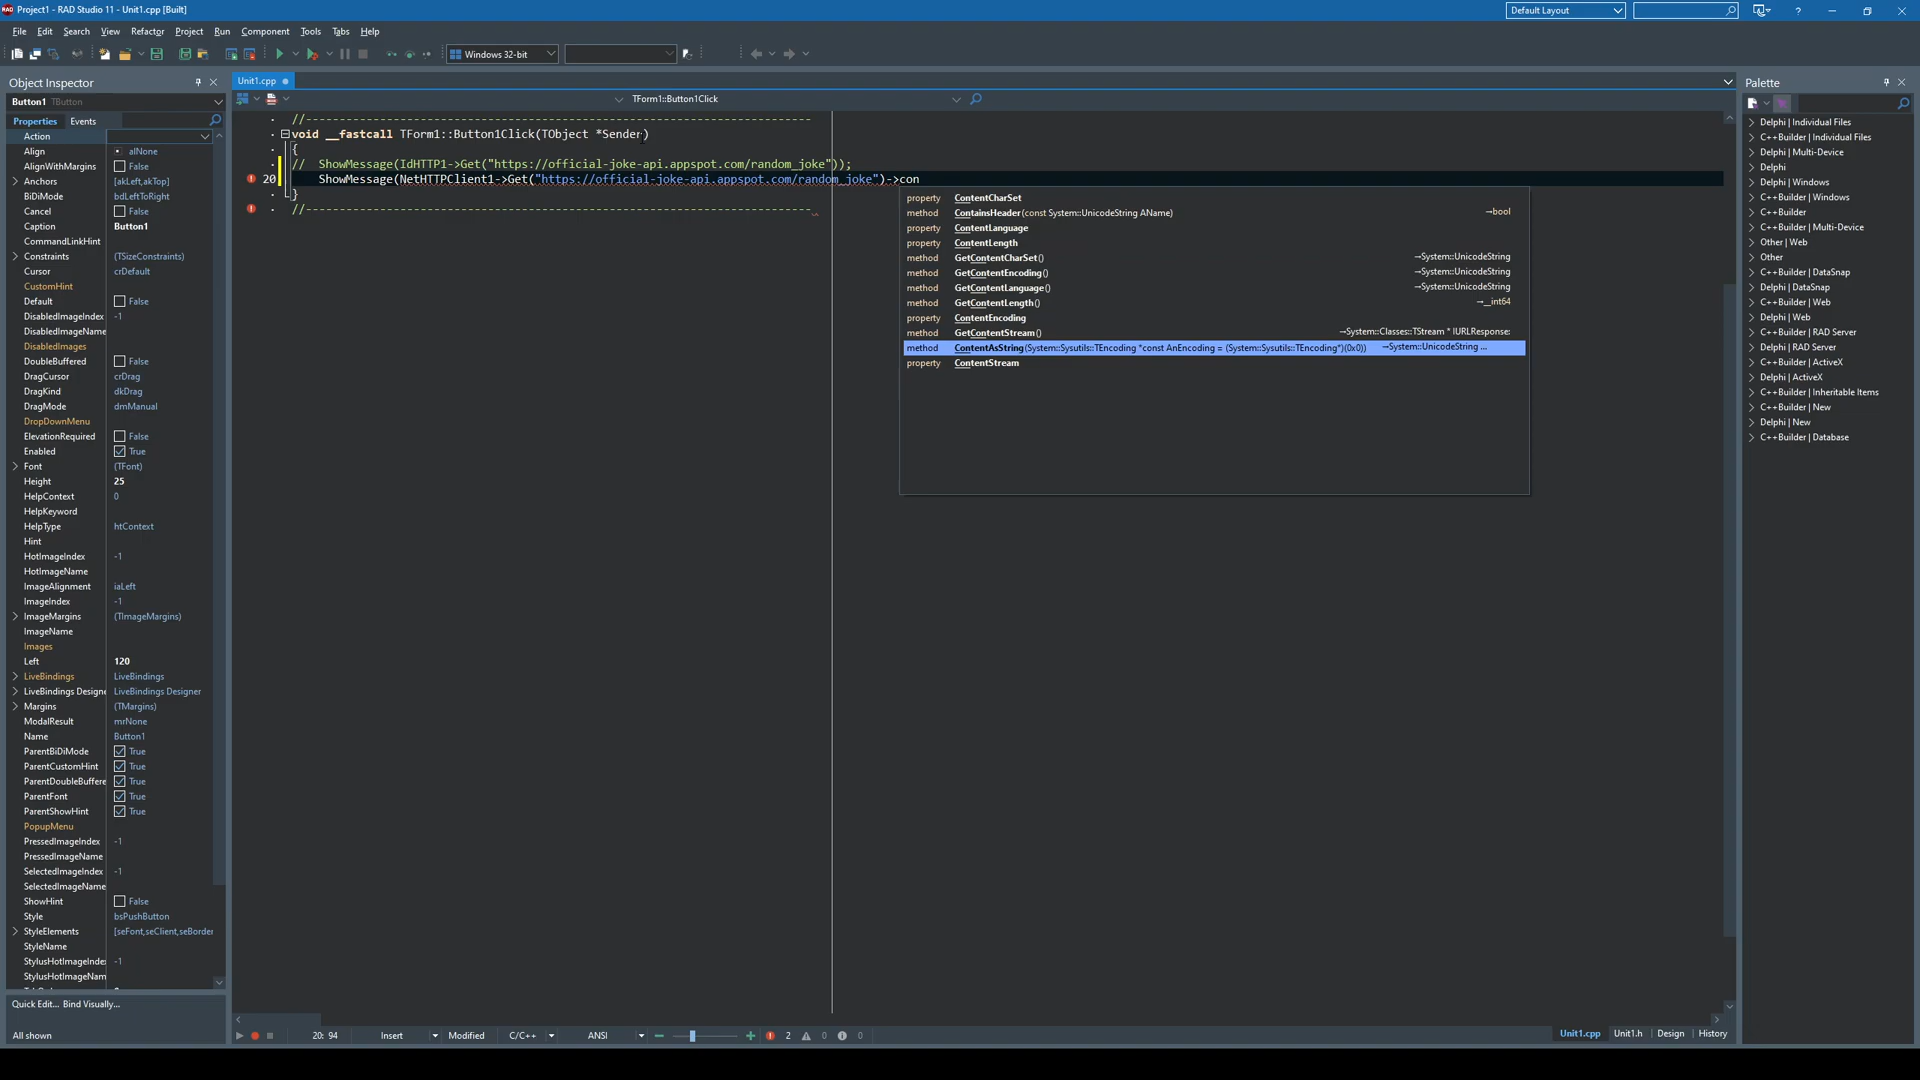 Project1 - RAD Studio 11 - Unit1.cpp [Built]
Default Layout
File Edit Search View Refactor Project Run Component Tools Tabs Help
Windows 32-bit
Object Inspector
Button1 TButton
Properties Events
Action
Align alNone
AlignWithMargins False
Anchors [akLeft,akTop]
BiDiMode bdLeftToRight
Cancel False
Caption Button1
CommandLinkHint
Constraints (TSizeConstraints)
Cursor crDefault
CustomHint
Default False
DisabledImageIndex -1
DisabledImageName
DisabledImages
DoubleBuffered False
DragCursor crDrag
DragKind dkDrag
DragMode dmManual
DropDownMenu
ElevationRequired False
Enabled True
Font (TFont)
Height 25
HelpContext 0
HelpKeyword
HelpType htContext
Hint
HotImageIndex -1
HotImageName
ImageAlignment iaLeft
ImageIndex -1
ImageMargins (TImageMargins)
ImageName
Images
Left 120
LiveBindings LiveBindings
LiveBindings Designe LiveBindings Designer
Margins (TMargins)
ModalResult mrNone
Name Button1
ParentBiDiMode True
ParentCustomHint True
ParentDoubleBuffere True
ParentFont True
ParentShowHint True
PopupMenu
PressedImageIndex -1
PressedImageName
SelectedImageIndex -1
SelectedImageName
ShowHint False
Style bsPushButton
StyleElements [seFont,seClient,seBorder
StyleName
StylusHotImageIndex -1
StylusHotImageName
Quick Edit... Bind Visually...
All shown
Unit1.cpp
TForm1::Button1Click
//---------------------------------------------------------------------------
void __fastcall TForm1::Button1Click(TObject *Sender)
{
// ShowMessage(IdHTTP1->Get("https://official-joke-api.appspot.com/random_joke"));
20 ShowMessage(NetHTTPClient1->Get("https://official-joke-api.appspot.com/random_joke")->con
}
//---------------------------------------------------------------------------
property ContentCharSet
method ContainsHeader(const System::UnicodeString AName) →bool
property ContentLanguage
property ContentLength
method GetContentCharSet() →System::UnicodeString
method GetContentEncoding() →System::UnicodeString
method GetContentLanguage() →System::UnicodeString
method GetContentLength() →__int64
property ContentEncoding
method GetContentStream() →System::Classes::TStream * IURLResponse:
method ContentAsString(System::Sysutils::TEncoding *const AnEncoding = (System::Sysutils::TEncoding*)(0x0)) →System::UnicodeString ...
property ContentStream
20: 94 Insert Modified C/C++ ANSI 2 0 0
Unit1.cpp Unit1.h Design History
Palette
Delphi | Individual Files
C++Builder | Individual Files
Delphi | Multi-Device
Delphi
Delphi | Windows
C++Builder | Windows
C++Builder
C++Builder | Multi-Device
Other | Web
Other
C++Builder | DataSnap
Delphi | DataSnap
C++Builder | Web
Delphi | Web
C++Builder | RAD Server
Delphi | RAD Server
C++Builder | ActiveX
Delphi | ActiveX
C++Builder | Inheritable Items
C++Builder | New
Delphi | New
C++Builder | Database